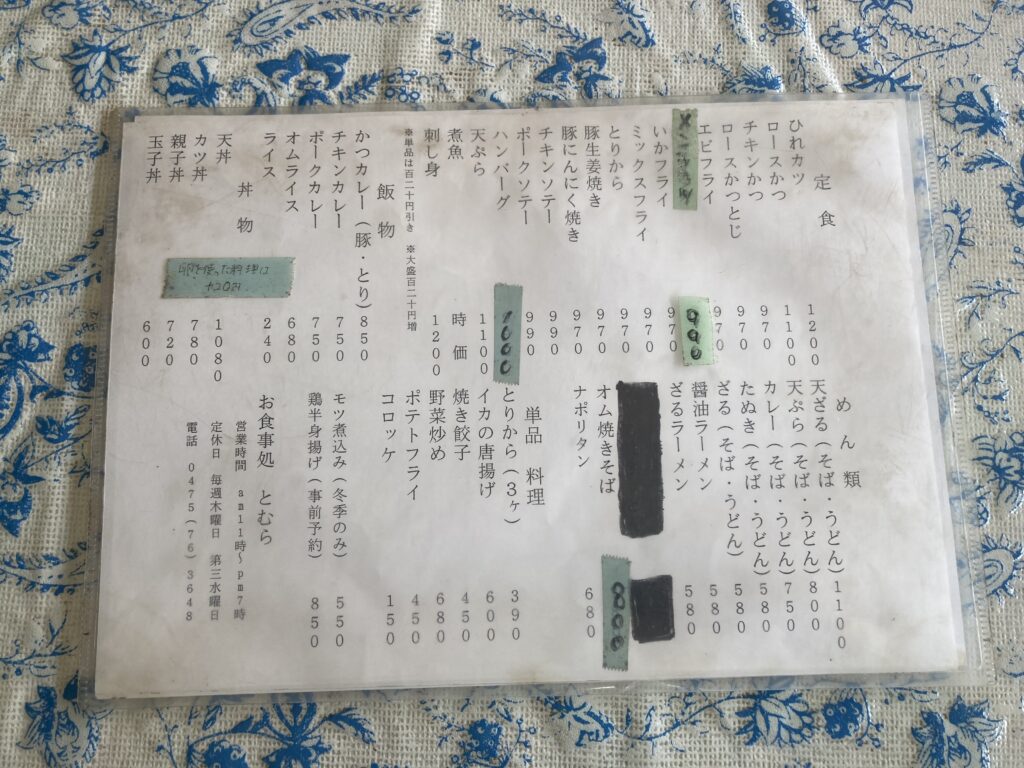 定食
ひれカツ 1200
ロースかつ 1100
チキンかつ 970
ロースかつとじ 970
エビフライ 970
990
いかフライ 970
ミックスフライ 970
とりから 970
豚生姜焼き 970
豚にんにく焼き 970
チキンソテー 990
ポークソテー 990
ハンバーグ 1000
天ぷら 1100
煮魚 時価
刺し身 1200
※単品は百二十円引き ※大盛百二十円増
飯物
かつカレー（豚・とり）850
チキンカレー 750
ポークカレー 750
オムライス 680
ライス 240
丼物
卵を使った料理は
+20円
天丼 1080
カツ丼 780
親子丼 720
玉子丼 600
めん類
天ざる（そば・うどん）1100
天ぷら（そば・うどん）800
カレー（そば・うどん）750
たぬき（そば・うどん）580
ざる（そば・うどん）580
醤油ラーメン 580
ざるラーメン 580
オム焼きそば 800
ナポリタン 680
単品料理
とりから（3ヶ）390
イカの唐揚げ 600
焼き餃子 450
野菜炒め 680
ポテトフライ 450
コロッケ 150
モツ煮込み（冬季のみ）550
鶏半身揚げ（事前予約）850
お食事処 とむら
営業時間 am11時～pm7時
定休日 毎週木曜日 第三水曜日
電話 0475(76)3648